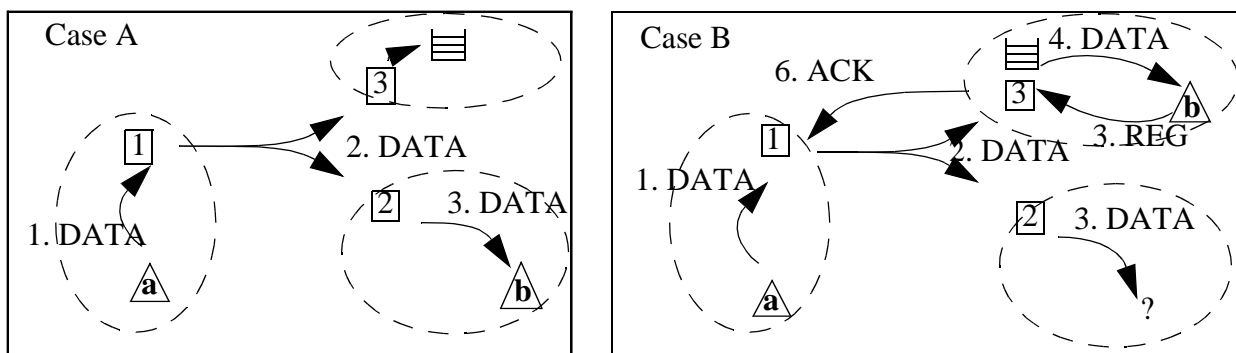 Case A
3
1
2. DATA
2
3. DATA
1. DATA
a
b
Case B
4. DATA
6. ACK
3
b
1
3. REG
2. DATA
1. DATA
2
3. DATA
a
?